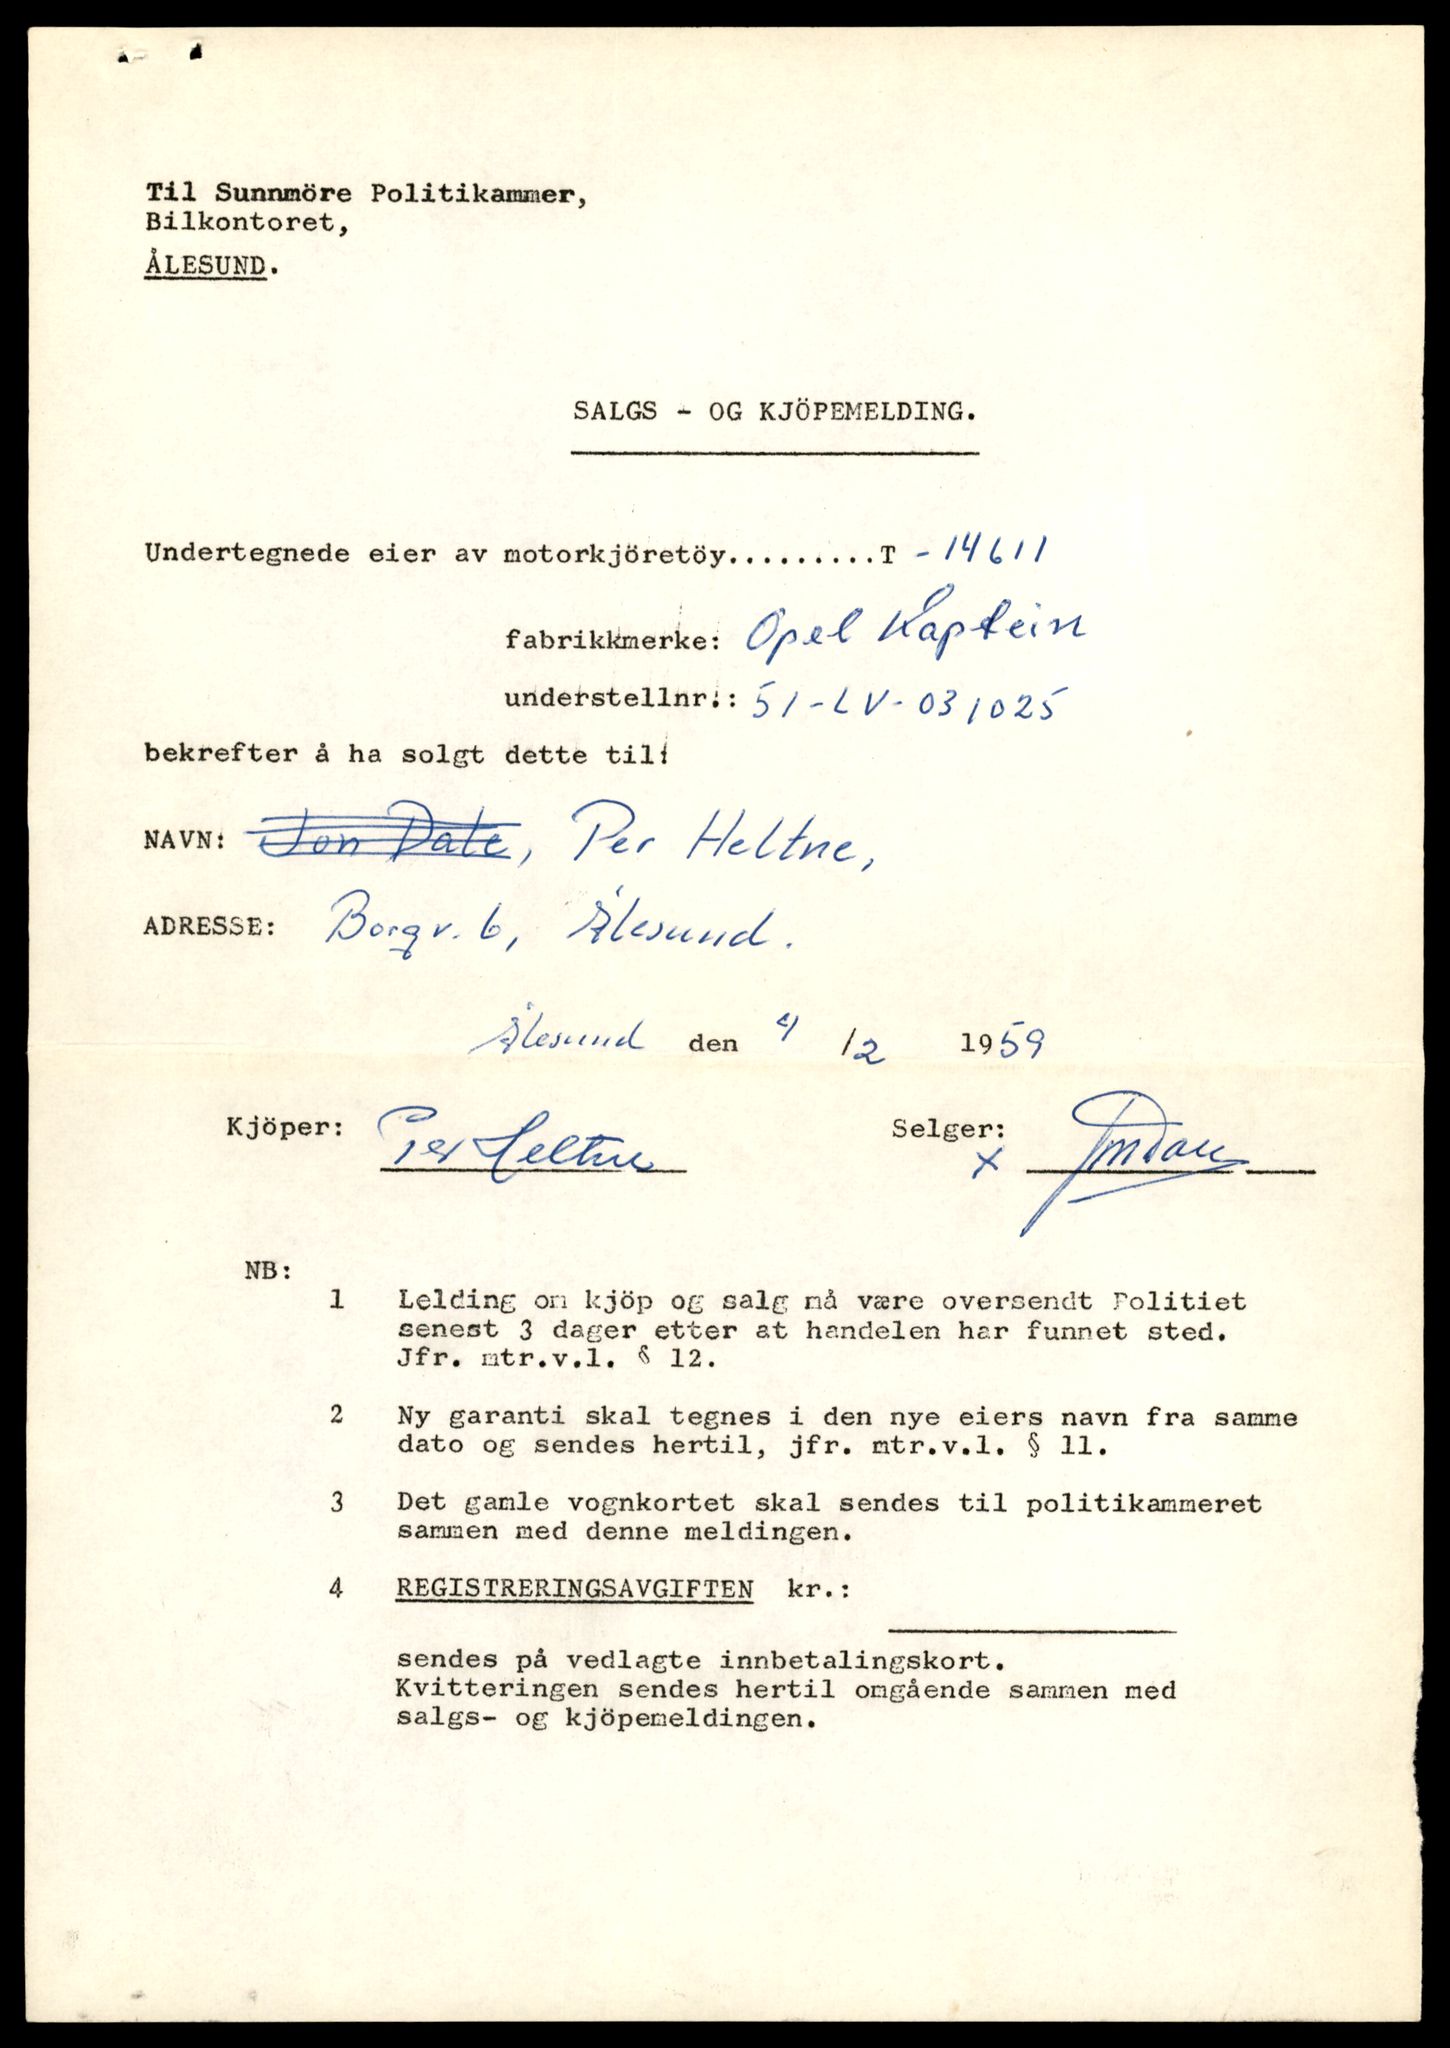 Til Sunnmöre Politikammer,
Bilkontoret,
ÅLESUND.
SALGS - OG KJÖPEMELDING.
Undertegnede eier av motorkjöretöy.........T - 14611
fabrikkmerke: Opel Kaptein
understellnr.: 51-LV-031025
bekrefter å ha solgt dette til:
NAVN: Jon Dale, Per Heltne,
ADRESSE: Borgv. 6, Ålesund.
Ålesund den 4/2 1959
Kjöper: Per Heltne Selger:
x
NB:
1 Lelding om kjöp og salg må være oversendt Politiet
senest 3 dager etter at handelen har funnet sted.
Jfr. mtr.v.l. § 12.
2 Ny garanti skal tegnes i den nye eiers navn fra samme
dato og sendes hertil, jfr. mtr.v.l. § 11.
3 Det gamle vognkortet skal sendes til politikammeret
sammen med denne meldingen.
4 REGISTRERINGSAVGIFTEN kr.:
sendes på vedlagte innbetalingskort.
Kvitteringen sendes hertil omgående sammen med
salgs- og kjöpemeldingen.